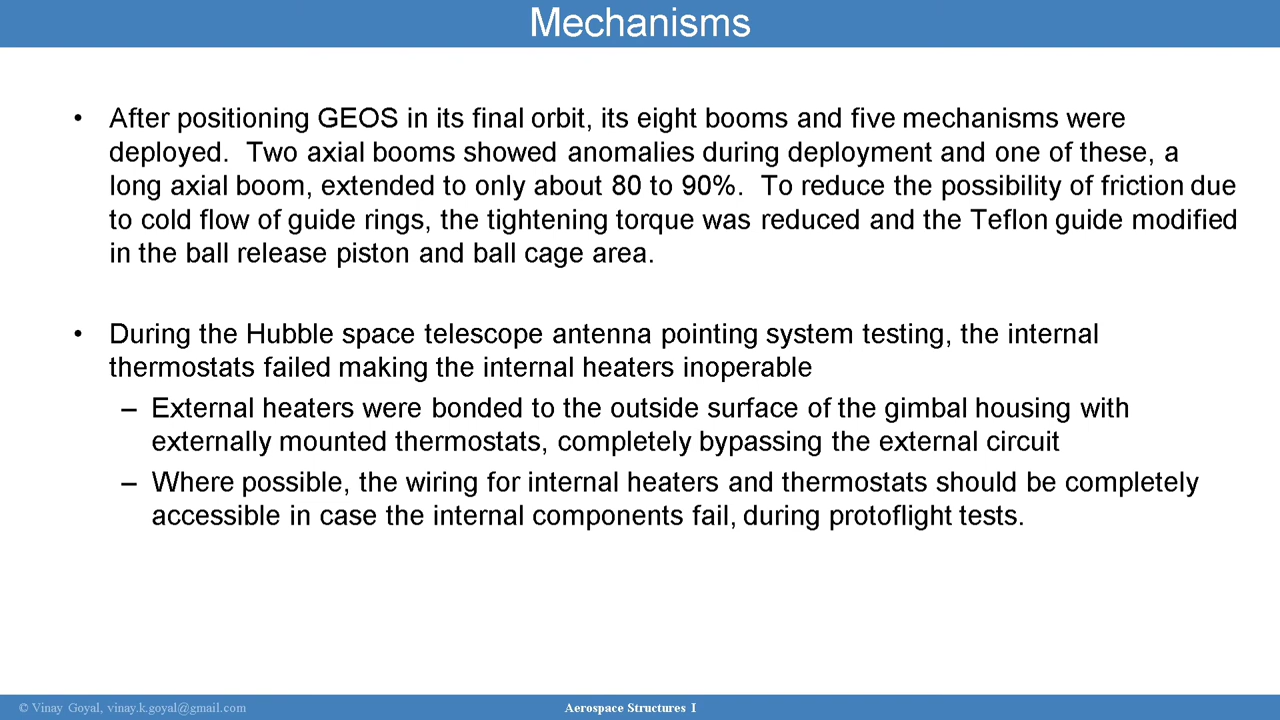 Mechanisms
• After positioning GEOS in its final orbit, its eight booms and five mechanisms were
deployed. Two axial booms showed anomalies during deployment and one of these, a
long axial boom, extended to only about 80 to 90%. To reduce the possibility of friction due
to cold flow of guide rings, the tightening torque was reduced and the Teflon guide modified
in the ball release piston and ball cage area.
• During the Hubble space telescope antenna pointing system testing, the internal
thermostats failed making the internal heaters inoperable
– External heaters were bonded to the outside surface of the gimbal housing with
externally mounted thermostats, completely bypassing the external circuit
– Where possible, the wiring for internal heaters and thermostats should be completely
accessible in case the internal components fail, during protoflight tests.
© Vinay Goyal, vinay.k.goyal@gmail.com
Aerospace Structures I